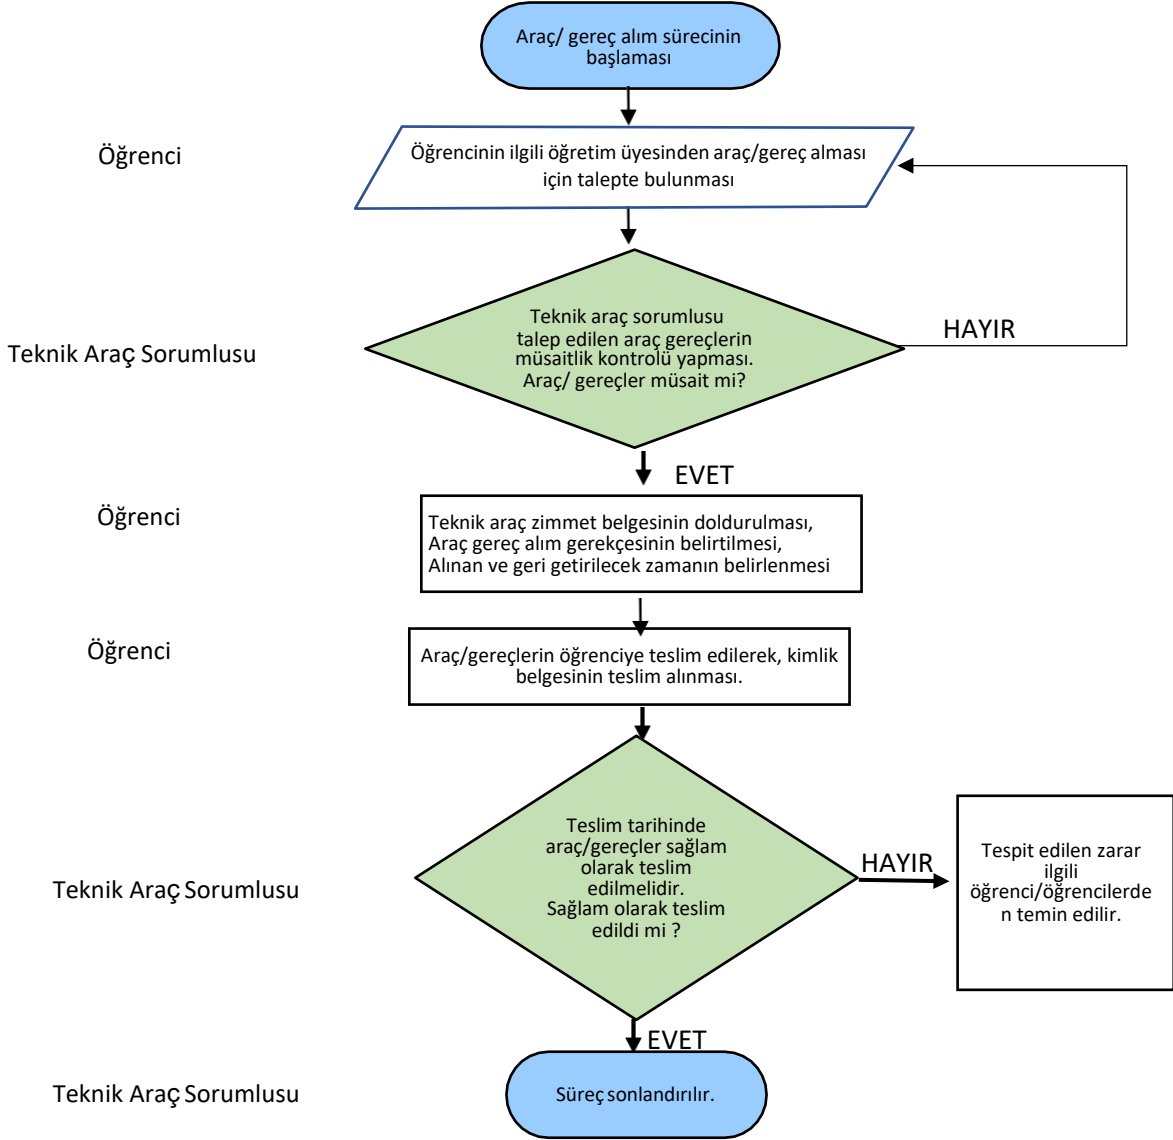 Araç/ gereç alım sürecinin
başlaması
Öğrenci
Öğrencinin ilgili öğretim üyesinden araç/gereç alması
için talepte bulunması
Teknik Araç Sorumlusu
Teknik araç sorumlusu
talep edilen araç gereçlerin
müsaitlik kontrolü yapması.
Araç/ gereçler müsait mi?
HAYIR
EVET
Öğrenci
Teknik araç zimmet belgesinin doldurulması,
Araç gereç alım gerekçesinin belirtilmesi,
Alınan ve geri getirilecek zamanın belirlenmesi
Öğrenci
Araç/gereçlerin öğrenciye teslim edilerek, kimlik
belgesinin teslim alınması.
Teknik Araç Sorumlusu
Teslim tarihinde
araç/gereçler sağlam
olarak teslim
edilmelidir.
Sağlam olarak teslim
edildi mi ?
HAYIR
Tespit edilen zarar
ilgili
öğrenci/öğrencilerde
n temin edilir.
EVET
Teknik Araç Sorumlusu
Süreç sonlandırılır.